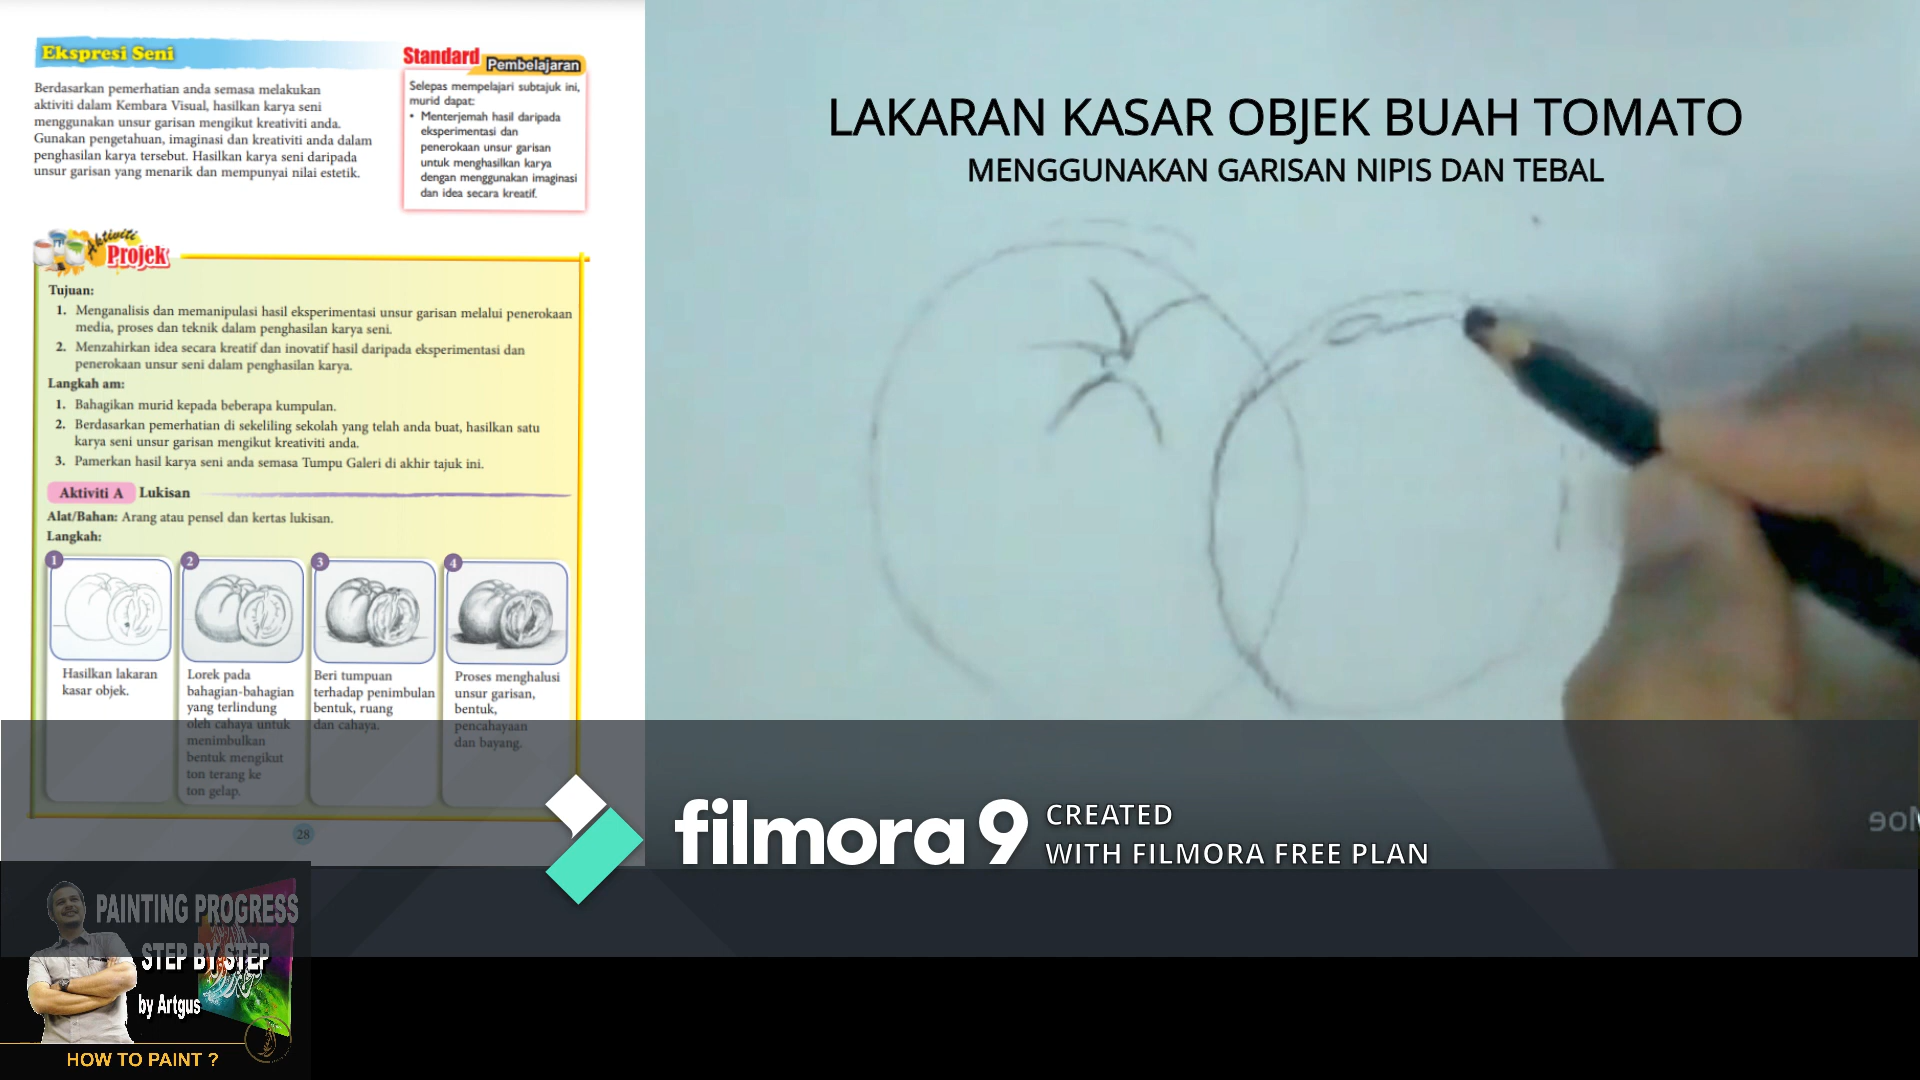 Ekspresi Seni
Berdasarkan pemerhatian anda semasa melakukan
aktiviti dalam Kembara Visual, hasilkan karya seni
menggunakan unsur garisan mengikut kreativiti anda.
Gunakan pengetahuan, imaginasi dan kreativiti anda dalam
penghasilan karya tersebut. Hasilkan karya seni daripada
unsur garisan yang menarik dan mempunyai nilai estetik.
Standard
Pembelajaran
Selepas mempelajari subtajuk ini,
murid dapat:
• Menterjemah hasil daripada
eksperimentasi dan
penerokaan unsur garisan
untuk menghasilkan karya
dengan menggunakan imaginasi
dan idea secara kreatif.
Aktiviti
Projek
Tujuan:
1. Menganalisis dan memanipulasi hasil eksperimentasi unsur garisan melalui penerokaan
media, proses dan teknik dalam penghasilan karya seni.
2. Menzahirkan idea secara kreatif dan inovatif hasil daripada eksperimentasi dan
penerokaan unsur seni dalam penghasilan karya.
Langkah am:
1. Bahagikan murid kepada beberapa kumpulan.
2. Berdasarkan pemerhatian di sekeliling sekolah yang telah anda buat, hasilkan satu
karya seni unsur garisan mengikut kreativiti anda.
3. Pamerkan hasil karya seni anda semasa Tumpu Galeri di akhir tajuk ini.
Aktiviti A Lukisan
Alat/Bahan: Arang atau pensel dan kertas lukisan.
Langkah:
1
Hasilkan lakaran
kasar objek.
2
Lorek pada
bahagian-bahagian
yang terlindung
oleh cahaya untuk
menimbulkan
bentuk mengikut
ton terang ke
ton gelap.
3
Beri tumpuan
terhadap penimbulan
bentuk, ruang
dan cahaya.
4
Proses menghalusi
unsur garisan,
bentuk,
pencahayaan
dan bayang.
28
LAKARAN KASAR OBJEK BUAH TOMATO
MENGGUNAKAN GARISAN NIPIS DAN TEBAL
filmora 9
CREATED
WITH FILMORA FREE PLAN
PAINTING PROGRESS
STEP BY STEP
by Artgus
HOW TO PAINT ?